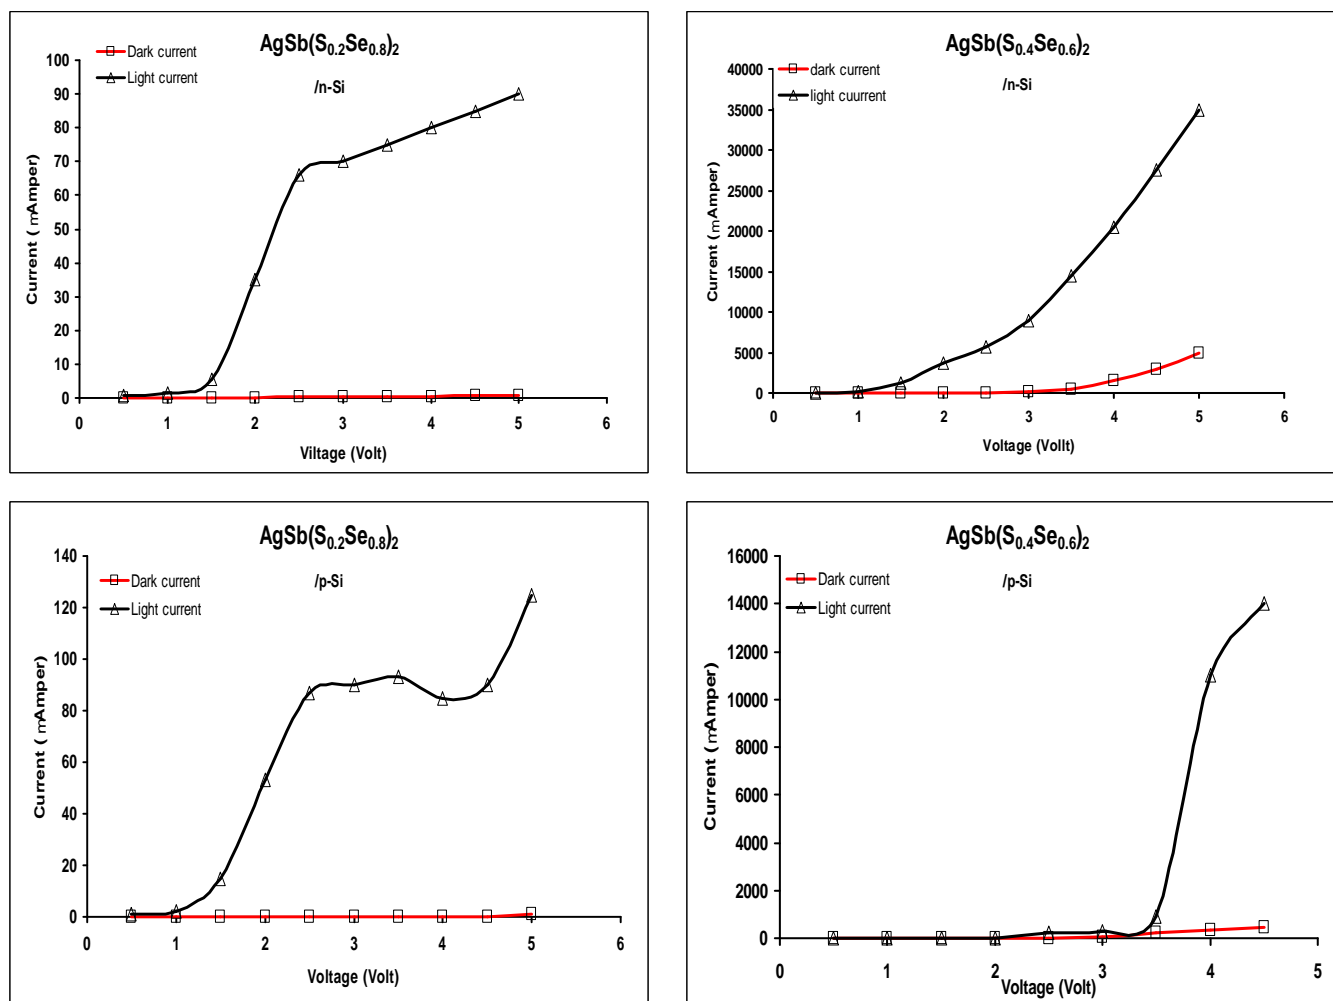 AgSb(S0.2Se0.8)2
/n-Si
Dark current
Light current
100
90
80
70
60
50
40
30
20
10
0
Current ( mAmper)
0 1 2 3 4 5 6
Viltage (Volt)
AgSb(S0.4Se0.6)2
/n-Si
dark current
light cuurrent
40000
35000
30000
25000
20000
15000
10000
5000
0
Current ( mAmper)
0 1 2 3 4 5 6
Voltage (Vollt)
AgSb(S0.2Se0.8)2
/p-Si
Dark current
Light current
140
120
100
80
60
40
20
0
Current ( mAmper)
0 1 2 3 4 5 6
Voltage (Volt)
AgSb(S0.4Se0.6)2
/p-Si
Dark current
Light current
16000
14000
12000
10000
8000
6000
4000
2000
0
Current ( mAmper)
0 1 2 3 4 5
Voltage (Volt)